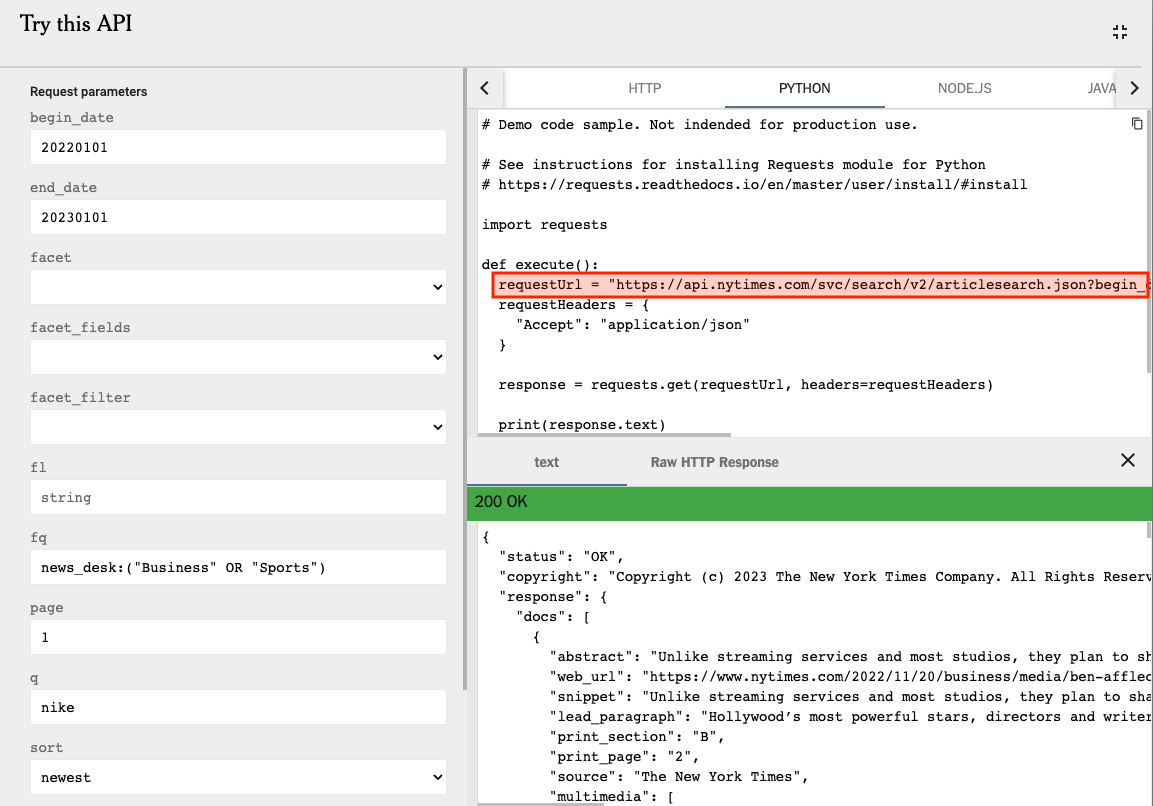 Try this API
Request parameters
begin_date
20220101
end_date
20230101
facet
facet_fields
facet_filter
fl
string
fq
news_desk:("Business" OR "Sports")
page
1
q
nike
sort
newest
HTTP
PYTHON
NODE.JS
JAVA
# Demo code sample. Not indended for production use.
# See instructions for installing Requests module for Python
# https://requests.readthedocs.io/en/master/user/install/#install
import requests
def execute():
requestUrl = "https://api.nytimes.com/svc/search/v2/articlesearch.json?begin_
requestHeaders = {
"Accept": "application/json"
}
response = requests.get(requestUrl, headers=requestHeaders)
print(response.text)
text
Raw HTTP Response
200 OK
{
"status": "OK",
"copyright": "Copyright (c) 2023 The New York Times Company. All Rights Reserv
"response": {
"docs": [
{
"abstract": "Unlike streaming services and most studios, they plan to sh
"web_url": "https://www.nytimes.com/2022/11/20/business/media/ben-afflec
"snippet": "Unlike streaming services and most studios, they plan to sha
"lead_paragraph": "Hollywood’s most powerful stars, directors and writer
"print_section": "B",
"print_page": "2",
"source": "The New York Times",
"multimedia": [